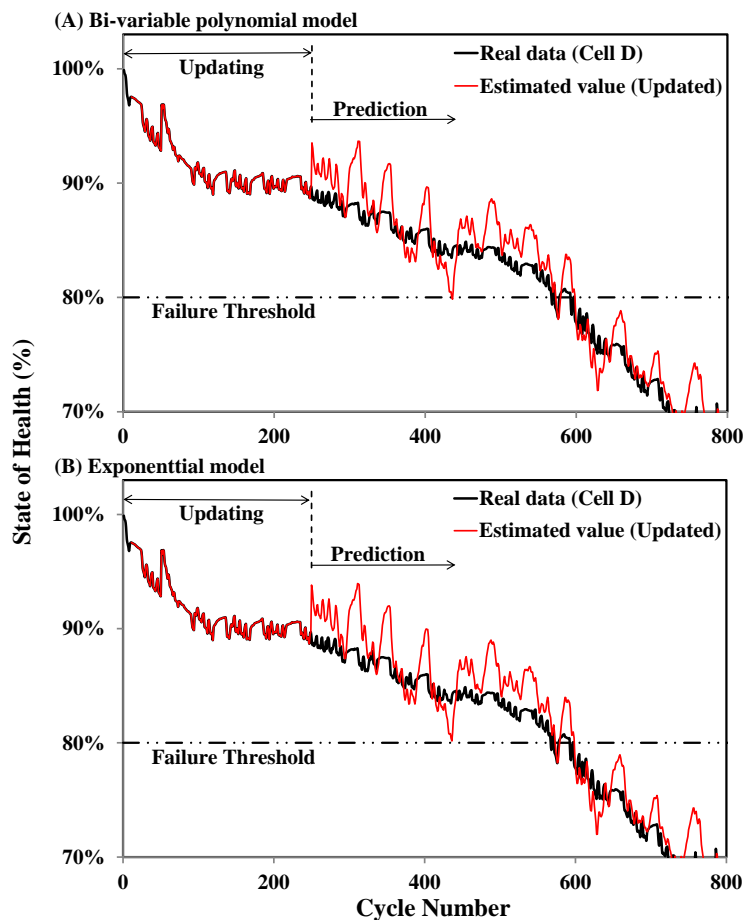 (A) Bi-variable polynomial model
Real data (Cell D)
Estimated value (Updated)
Updating
Prediction
Failure Threshold
100%
90%
80%
70%
0
200
400
600
800
State of Health (%)
(B) Exponenttial model
Real data (Cell D)
Estimated value (Updated)
Updating
Prediction
Failure Threshold
100%
90%
80%
70%
0
200
400
600
800
Cycle Number